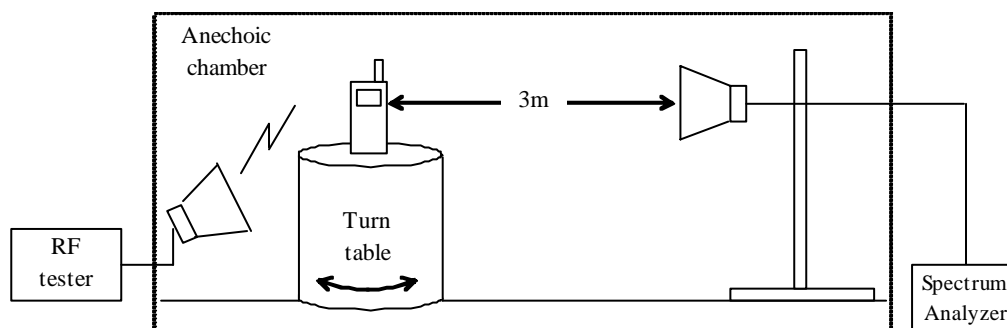 Anechoic
chamber
3m
Turn
table
RF
tester
Spectrum
Analyzer